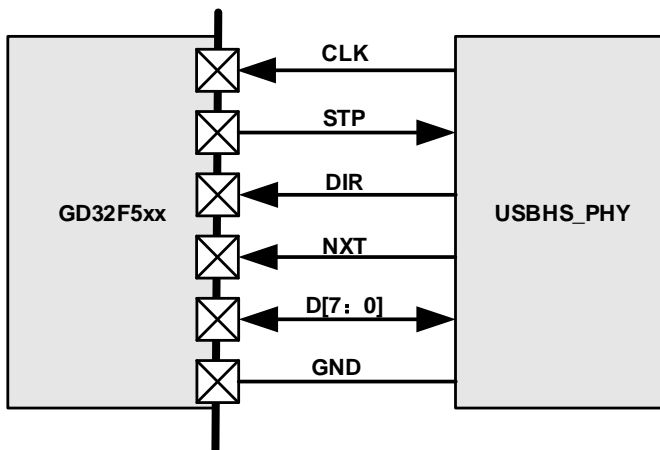 CLK
STP
DIR
GD32F5xx
USBHS_PHY
NXT
D[7：0]
GND